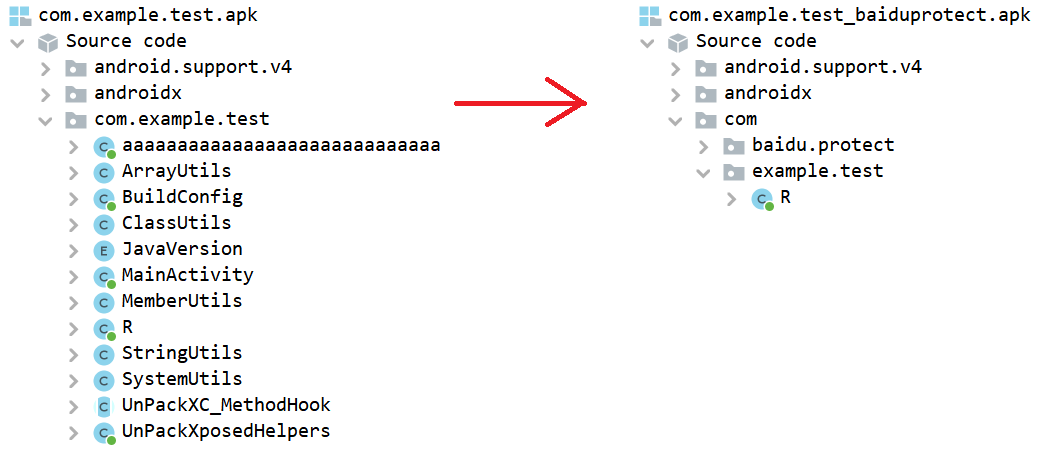 com.example.test.apk
Source code
android.support.v4
androidx
com.example.test
aaaaaaaaaaaaaaaaaaaaaaaaaaaaa
ArrayUtils
BuildConfig
ClassUtils
JavaVersion
MainActivity
MemberUtils
R
StringUtils
SystemUtils
UnPackXC_MethodHook
UnPackXposedHelpers
com.example.test_baiduprotect.apk
Source code
android.support.v4
androidx
com
baidu.protect
example.test
R